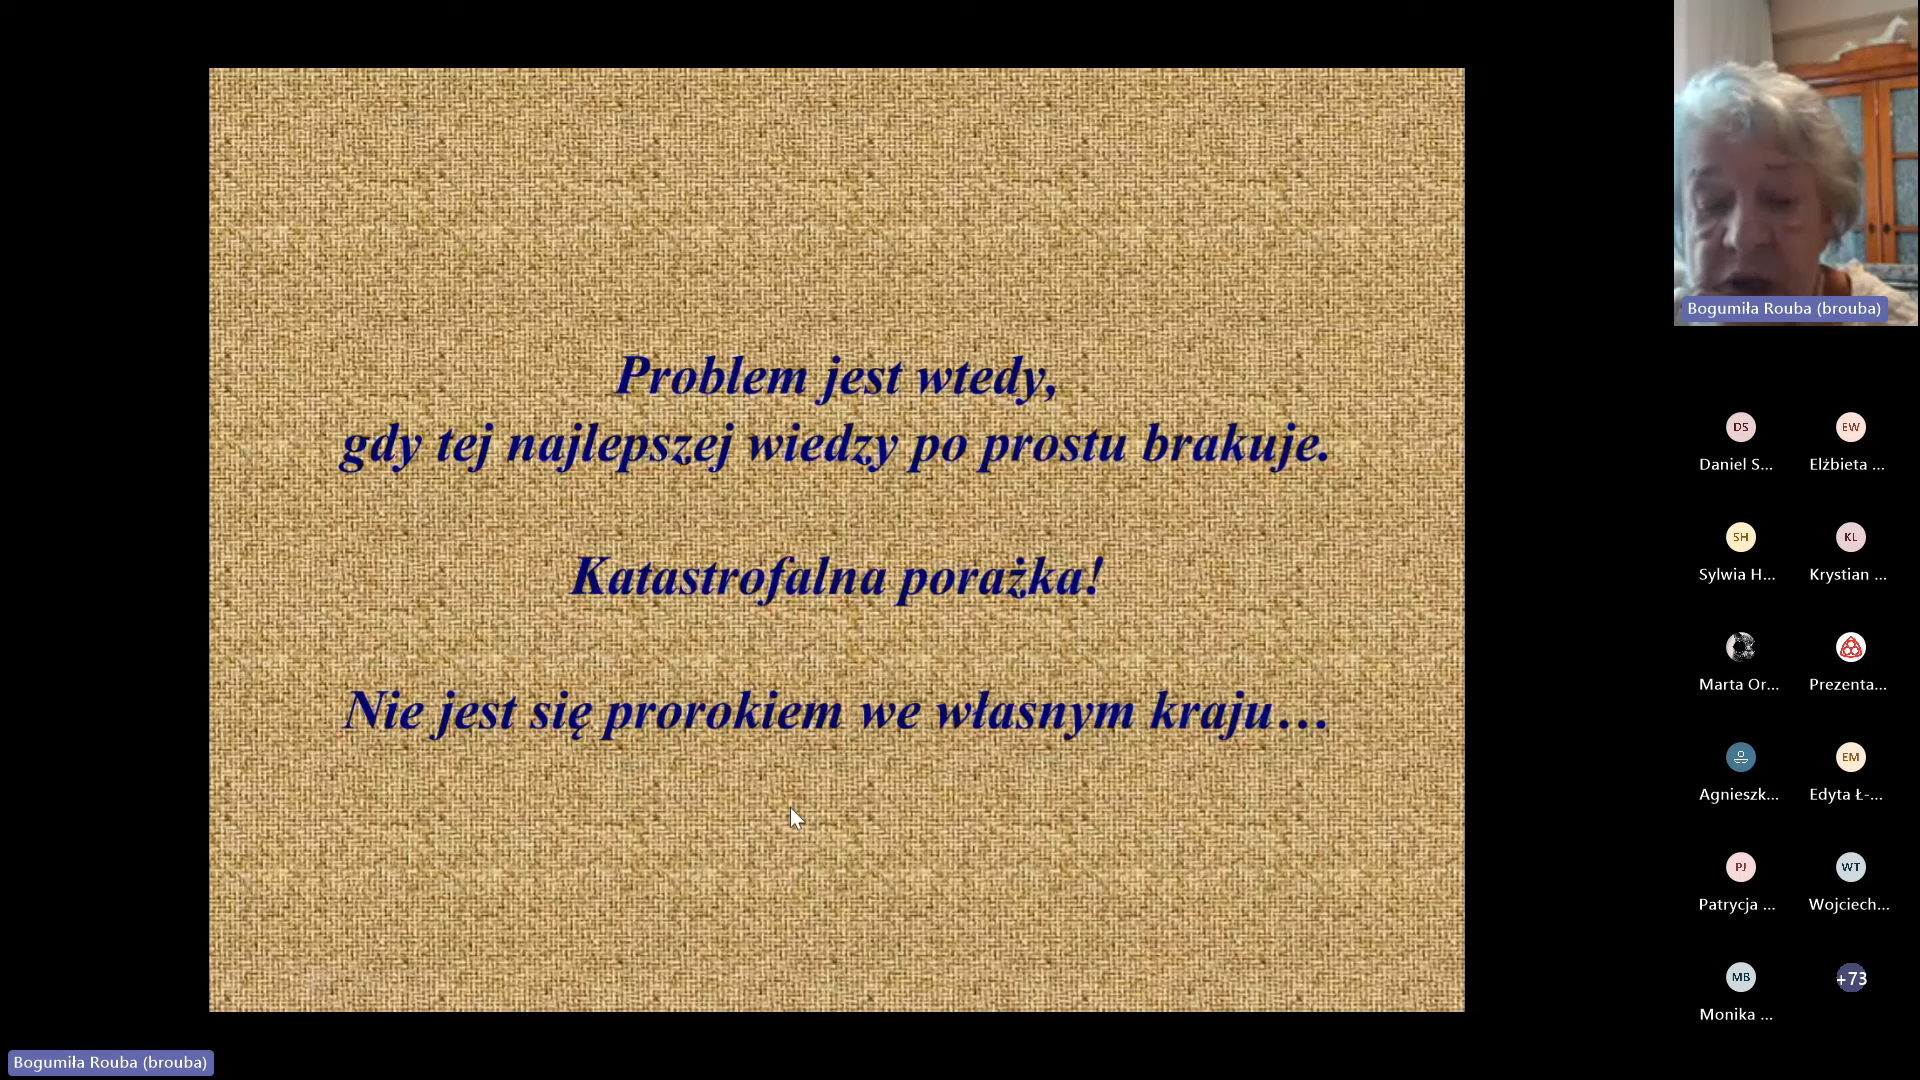 Problem jest wtedy,
gdy tej najlepszej wiedzy po prostu brakuje.
Katastrofalna porażka!
Nie jest się prorokiem we własnym kraju...
Bogumiła Rouba (brouba)
DS
EW
Daniel S...
Elżbieta ...
SH
KL
Sylwia H...
Krystian ...
Marta Or...
Prezenta...
EM
Agnieszk...
Edyta Ł-...
PJ
WT
Patrycja ...
Wojciech...
MB
+73
Monika ...
Bogumiła Rouba (brouba)